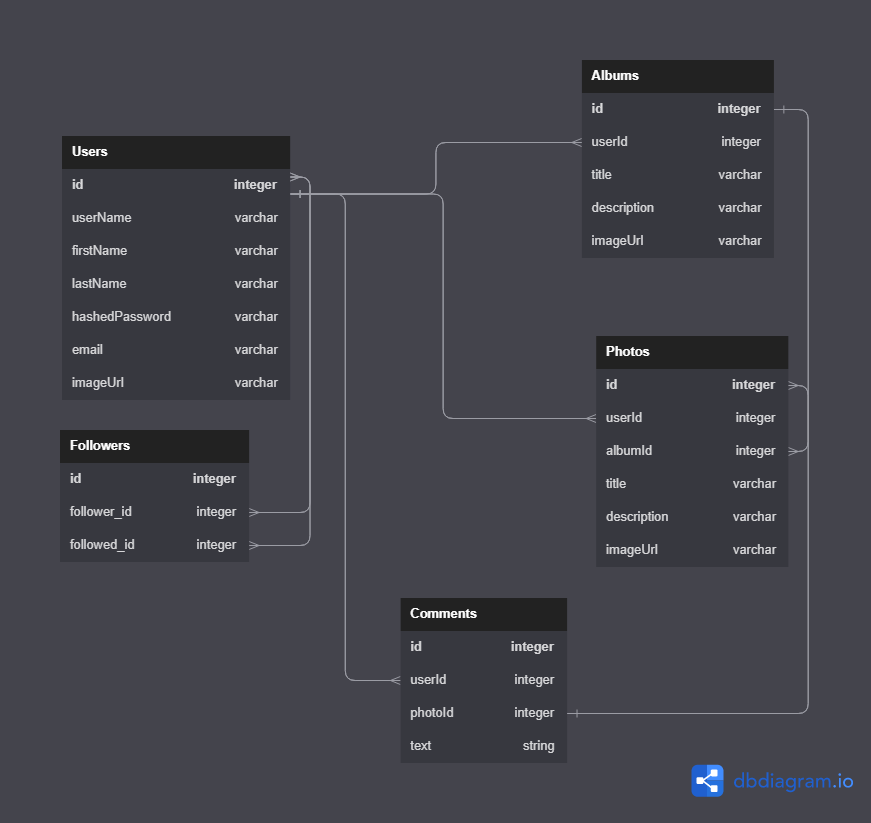 Users
id integer
userName varchar
firstName varchar
lastName varchar
hashedPassword varchar
email varchar
imageUrl varchar
Followers
id integer
follower_id integer
followed_id integer
Albums
id integer
userId integer
title varchar
description varchar
imageUrl varchar
Photos
id integer
userId integer
albumId integer
title varchar
description varchar
imageUrl varchar
Comments
id integer
userId integer
photoId integer
text string
dbdiagram.io